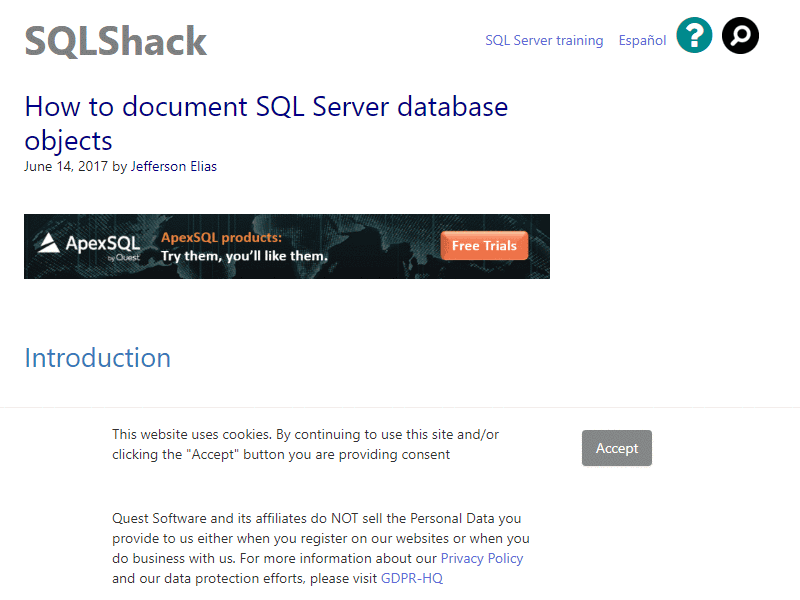 SQLShack
SQL Server training Español ?
How to document SQL Server database
objects
June 14, 2017 by Jefferson Elias
ApexSQL
by Quest
ApexSQL products:
Try them, you'll like them.
Free Trials
Introduction
This website uses cookies. By continuing to use this site and/or
clicking the "Accept" button you are providing consent
Accept
Quest Software and its affiliates do NOT sell the Personal Data you
provide to us either when you register on our websites or when you
do business with us. For more information about our Privacy Policy
and our data protection efforts, please visit GDPR-HQ